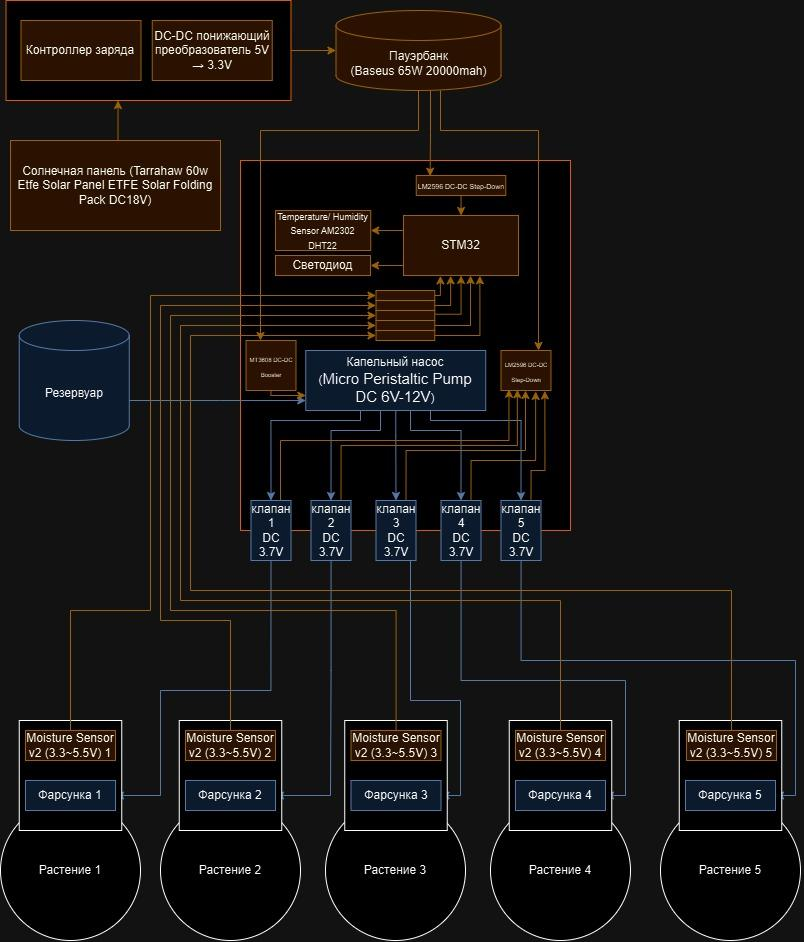 Контроллер заряда
DC-DC понижающий
преобразователь 5V
→ 3.3V
Пауэрбанк
(Baseus 65W 20000mah)
Солнечная панель (Tarrahaw 60w
Etfe Solar Panel ETFE Solar Folding
Pack DC18V)
LM2596 DC-DC Step-Down
Temperature/ Humidity
Sensor AM2302
DHT22
STM32
Светодиод
Резервуар
MT3608 DC-DC
Booster
Капельный насос
(Micro Peristaltic Pump
DC 6V-12V)
LM2596 DC-DC
Step-Down
клапан
1
DC
3.7V
клапан
2
DC
3.7V
клапан
3
DC
3.7V
клапан
4
DC
3.7V
клапан
5
DC
3.7V
Moisture Sensor
v2 (3.3~5.5V) 1
Moisture Sensor
v2 (3.3~5.5V) 2
Moisture Sensor
v2 (3.3~5.5V) 3
Moisture Sensor
v2 (3.3~5.5V) 4
Moisture Sensor
v2 (3.3~5.5V) 5
Фарсунка 1
Фарсунка 2
Фарсунка 3
Фарсунка 4
Фарсунка 5
Растение 1
Растение 2
Растение 3
Растение 4
Растение 5